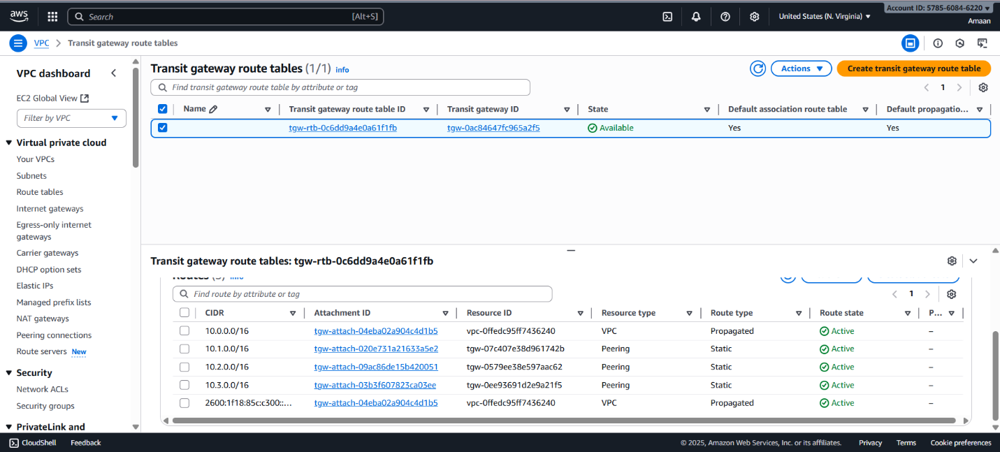 aws
Search [Alt+S] United States (N. Virginia) Account ID: 5785-6084-6220
Amaan
VPC Transit gateway route tables
VPC dashboard
EC2 Global View
Filter by VPC
Virtual private cloud
Your VPCs
Subnets
Route tables
Internet gateways
Egress-only internet
gateways
Carrier gateways
DHCP option sets
Elastic IPs
Managed prefix lists
NAT gateways
Peering connections
Route servers New
Security
Network ACLs
Security groups
PrivateLink and
Transit gateway route tables (1/1) info
Actions Create transit gateway route table
Find transit gateway route table by attribute or tag 1
Name Transit gateway route table ID Transit gateway ID State Default association route table Default propagatio...
tgw-rtb-0c6dd9a4e0a61f1fb tgw-0ac84647fc965a2f5 Available Yes Yes
Transit gateway route tables: tgw-rtb-0c6dd9a4e0a61f1fb
Routes (5) info
Find route by attribute or tag 1
CIDR Attachment ID Resource ID Resource type Route type Route state P...
10.0.0.0/16 tgw-attach-04eba02a904c4d1b5 vpc-0ffedc95ff7436240 VPC Propagated Active –
10.1.0.0/16 tgw-attach-020e731a21633a5e2 tgw-07c407e38d961742b Peering Static Active –
10.2.0.0/16 tgw-attach-09ac86de15b420051 tgw-0579ee38e597aac62 Peering Static Active –
10.3.0.0/16 tgw-attach-03b3f607823ca03ee tgw-0ee93691d2e9a21f5 Peering Static Active –
2600:1f18:85c:c300::... tgw-attach-04eba02a904c4d1b5 vpc-0ffedc95ff7436240 VPC Propagated Active –
CloudShell Feedback © 2025, Amazon Web Services, Inc. or its affiliates. Privacy Terms Cookie preferences